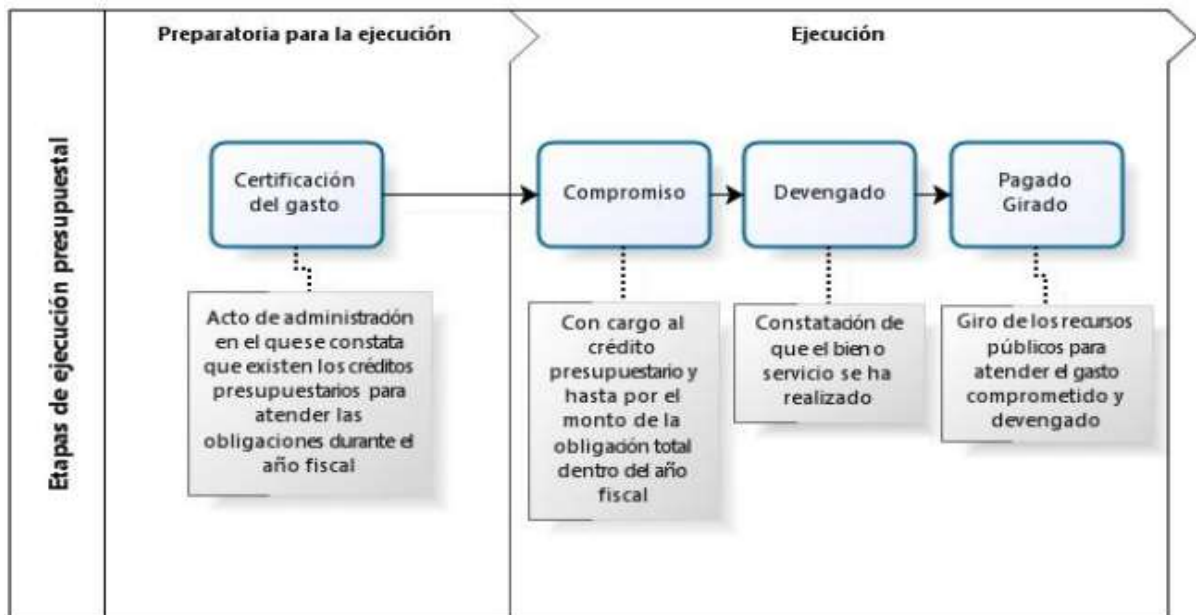 Preparatoria para la ejecución
Ejecución
Etapas de ejecución presupuestal
Certificación
del gasto
Compromiso
Devengado
Pagado
Girado
Acto de administración
en el que se constata
que existen los créditos
presupuestarios para
atender las
obligaciones durante el
año fiscal
Con cargo al
crédito
presupuestario y
hasta por el
monto de la
obligación total
dentro del año
fiscal
Constatación de
que el bien o
servicio se ha
realizado
Giro de los recursos
públicos para
atender el gasto
comprometido y
devengado